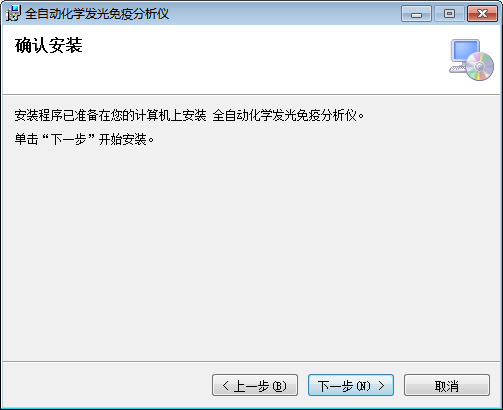 全自动化学发光免疫分析仪
确认安装
安装程序已准备在您的计算机上安装 全自动化学发光免疫分析仪。
单击“下一步”开始安装。
< 上一步(B)
下一步(N) >
取消